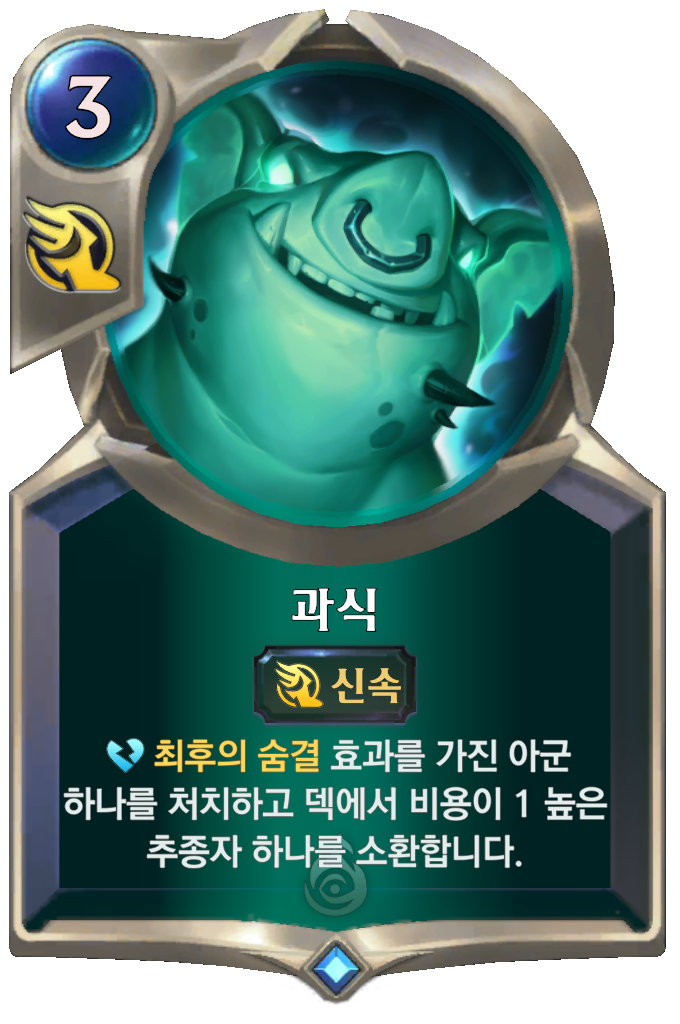 3
과식
신속
최후의 숨결 효과를 가진 아군
하나를 처치하고 덱에서 비용이 1 높은
추종자 하나를 소환합니다.